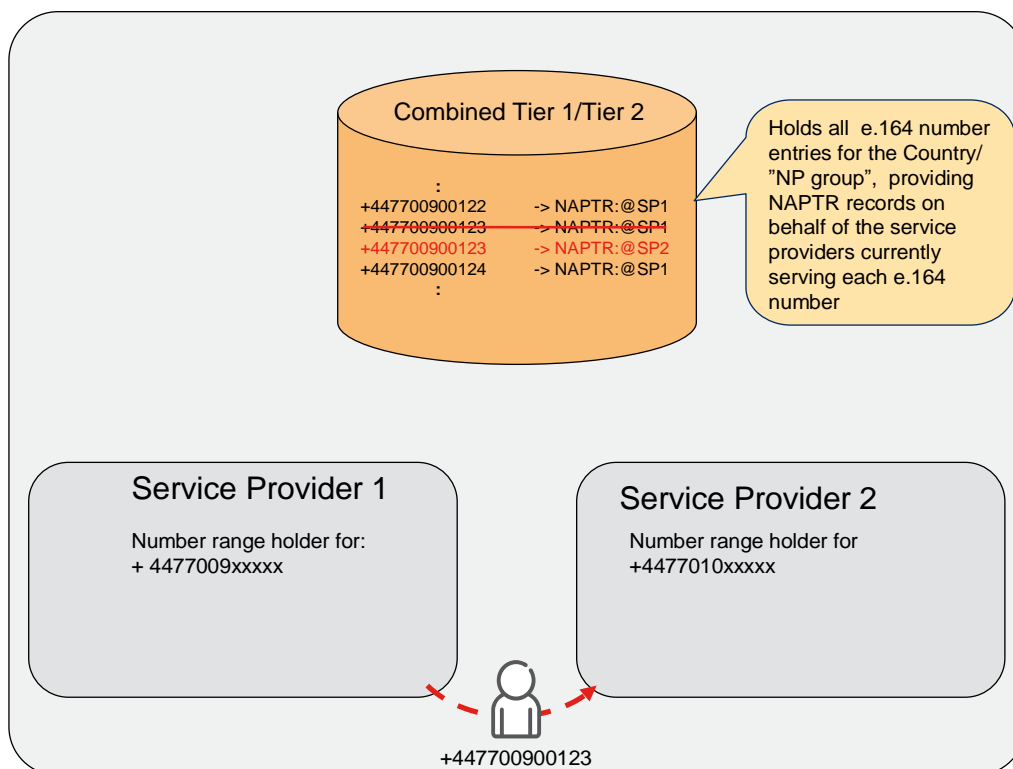 Combined Tier 1/Tier 2
:
+447700900122 -> NAPTR:@SP1
+447700900123 -> NAPTR:@SP1
+447700900123 -> NAPTR:@SP2
+447700900124 -> NAPTR:@SP1
:
Holds all e.164 number
entries for the Country/
”NP group”, providing
NAPTR records on
behalf of the service
providers currently
serving each e.164
number
Service Provider 1
Number range holder for:
+ 4477009xxxxx
Service Provider 2
Number range holder for
+4477010xxxxx
+447700900123